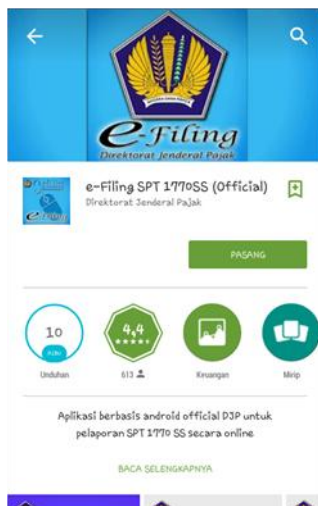 e-Filing
Direktorat Jenderal Pajak
e-Filing SPT 1770SS (Official)
Direktorat Jenderal Pajak
PASANG
10
RIBU
4,4
Unduhan
613
Keuangan
Mirip
Aplikasi berbasis android official DJP untuk
pelaporan SPT 1770 SS secara online
BACA SELENGKAPNYA